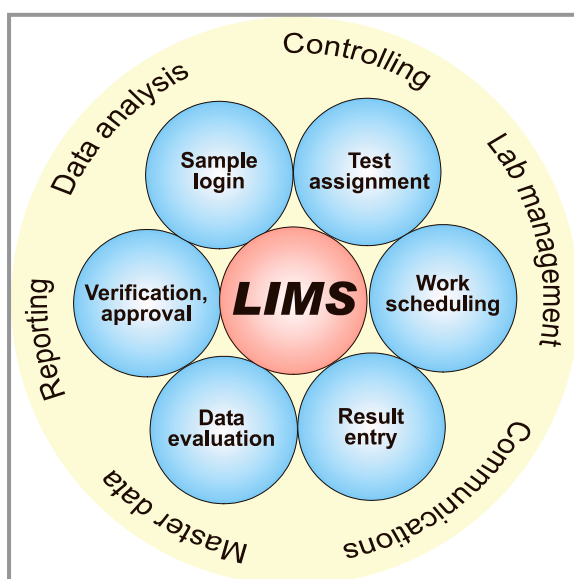 Controlling
Data analysis
Lab management
Sample
login
Test
assignment
Verification,
approval
LIMS
Work
scheduling
Reporting
Data
evaluation
Result
entry
Master data
Communications